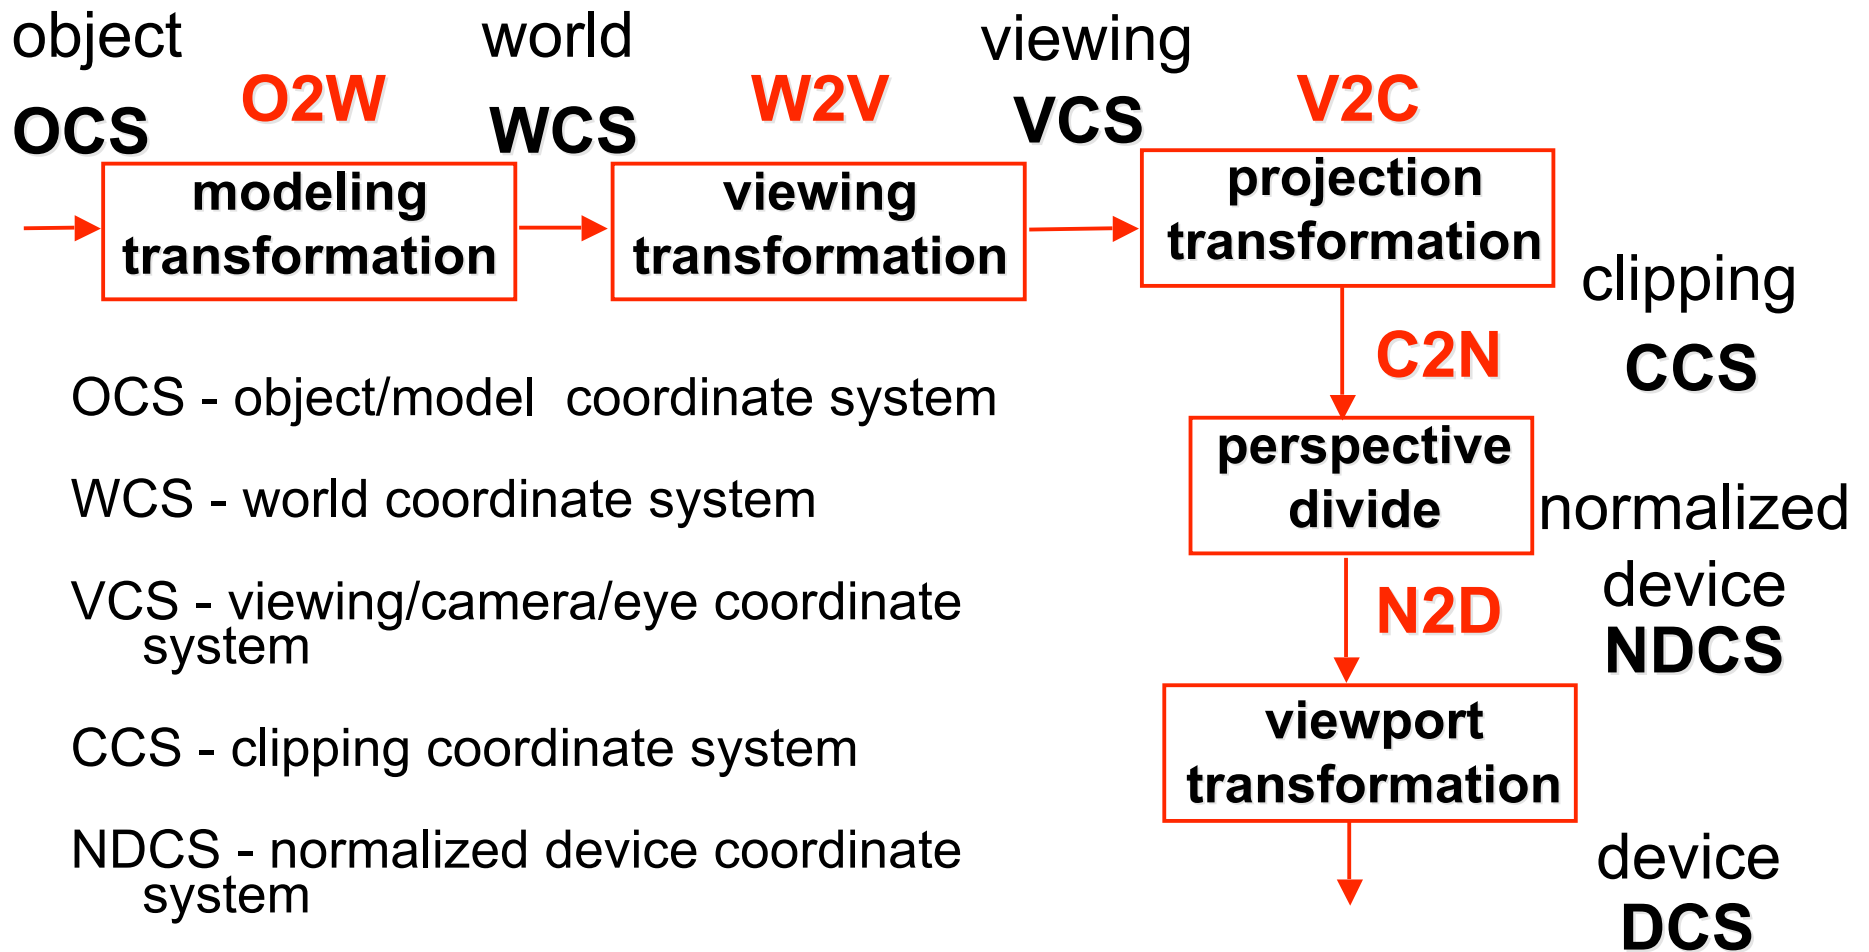 object
world
viewing
O2W
W2V
V2C
OCS
WCS
VCS
modeling
transformation
viewing
transformation
projection
transformation
clipping
CCS
C2N
OCS - object/model coordinate system
perspective
divide
WCS - world coordinate system
normalized
device
NDCS
VCS - viewing/camera/eye coordinate
system
N2D
CCS - clipping coordinate system
viewport
transformation
NDCS - normalized device coordinate
system
device
DCS